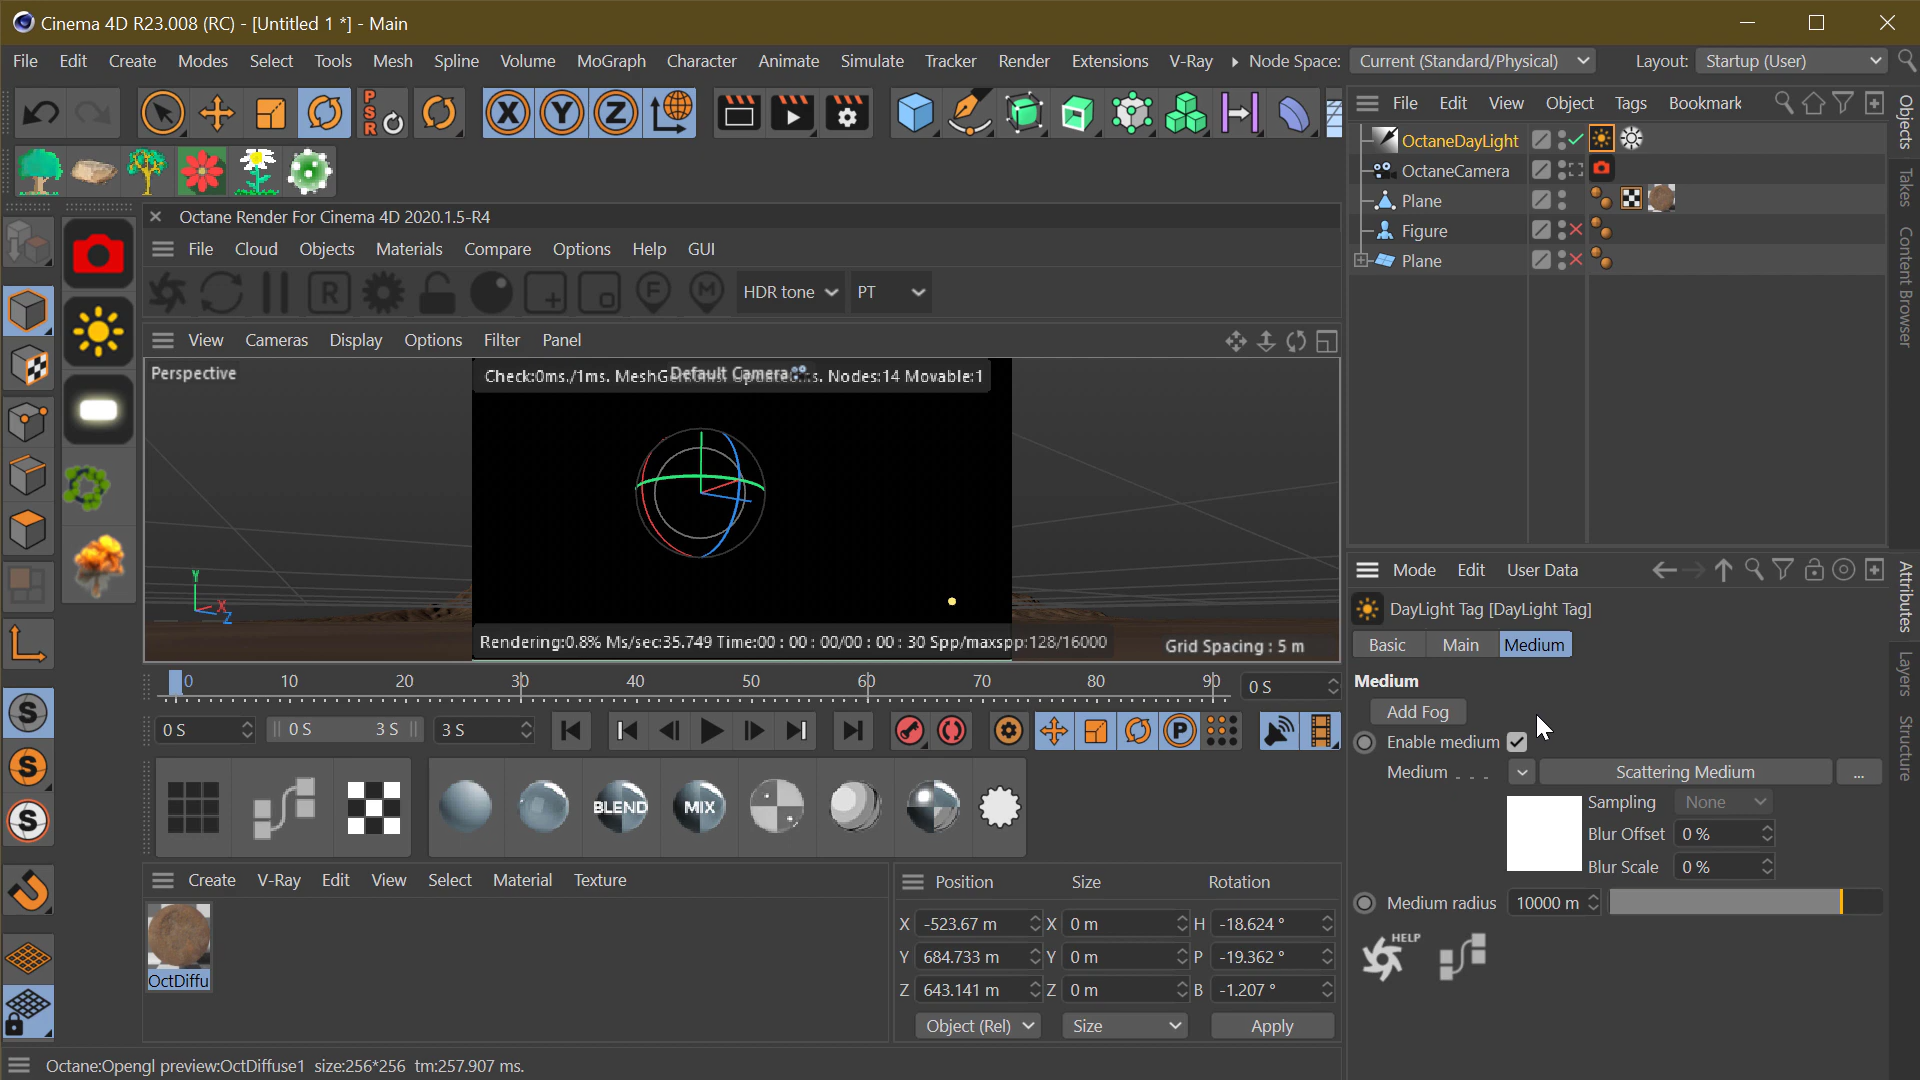 Cinema 4D R23.008 (RC) - [Untitled 1 *] - Main
File Edit Create Modes Select Tools Mesh Spline Volume MoGraph Character Animate Simulate Tracker Render Extensions V-Ray Node Space: Current (Standard/Physical) Layout: Startup (User)
PSR X Y Z
File Edit View Object Tags Bookmark
Objects
Takes
Content Browser
OctaneDayLight
OctaneCamera
Plane
Figure
Plane
Octane Render For Cinema 4D 2020.1.5-R4
File Cloud Objects Materials Compare Options Help GUI
R F M HDR tone PT
View Cameras Display Options Filter Panel
Perspective
Check:0ms./1ms. Default Camera Nodes:14 Movable:1
Y X Z
Rendering:0.8% Ms/sec:35.749 Time:00 : 00 : 00/00 : 00 : 30 Spp/maxspp:128/16000
Grid Spacing : 5 m
0 10 20 30 40 50 60 70 80 90 0 S
0 S 0 S 3 S 3 S P
S
S
S
BLEND MIX
Create V-Ray Edit View Select Material Texture
OctDiffu
Position Size Rotation
X -523.67 m X 0 m H -18.624 °
Y 684.733 m Y 0 m P -19.362 °
Z 643.141 m Z 0 m B -1.207 °
Object (Rel) Size Apply
Mode Edit User Data
Attributes
Layers
Structure
DayLight Tag [DayLight Tag]
Basic Main Medium
Medium
Add Fog
Enable medium
Medium . . . Scattering Medium ...
Sampling None
Blur Offset 0 %
Blur Scale 0 %
Medium radius 10000 m
HELP
Octane:Opengl preview:OctDiffuse1 size:256*256 tm:257.907 ms.